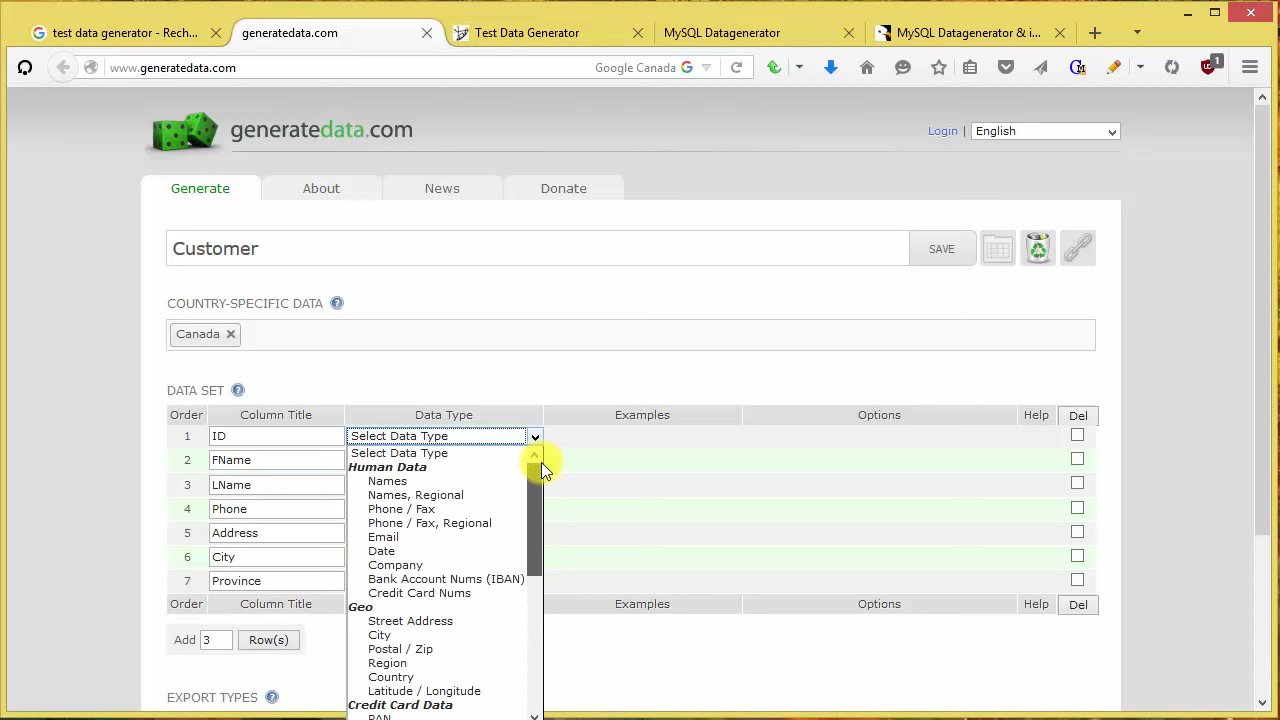 test data generator - Rech...
generatedata.com
Test Data Generator
MySQL Datagenerator
MySQL Datagenerator & i...
www.generatedata.com
Google Canada
1
generatedata.com
Login | English
Generate
About
News
Donate
Customer
SAVE
COUNTRY-SPECIFIC DATA
Canada
DATA SET
Order Column Title Data Type Examples Options Help Del
1 ID Select Data Type
2 FName
3 LName
4 Phone
5 Address
6 City
7 Province
Select Data Type
Human Data
Names
Names, Regional
Phone / Fax
Phone / Fax, Regional
Email
Date
Company
Bank Account Nums (IBAN)
Credit Card Nums
Geo
Street Address
City
Postal / Zip
Region
Country
Latitude / Longitude
Credit Card Data
PAN
Order Column Title Examples Options Help Del
Add 3 Row(s)
EXPORT TYPES